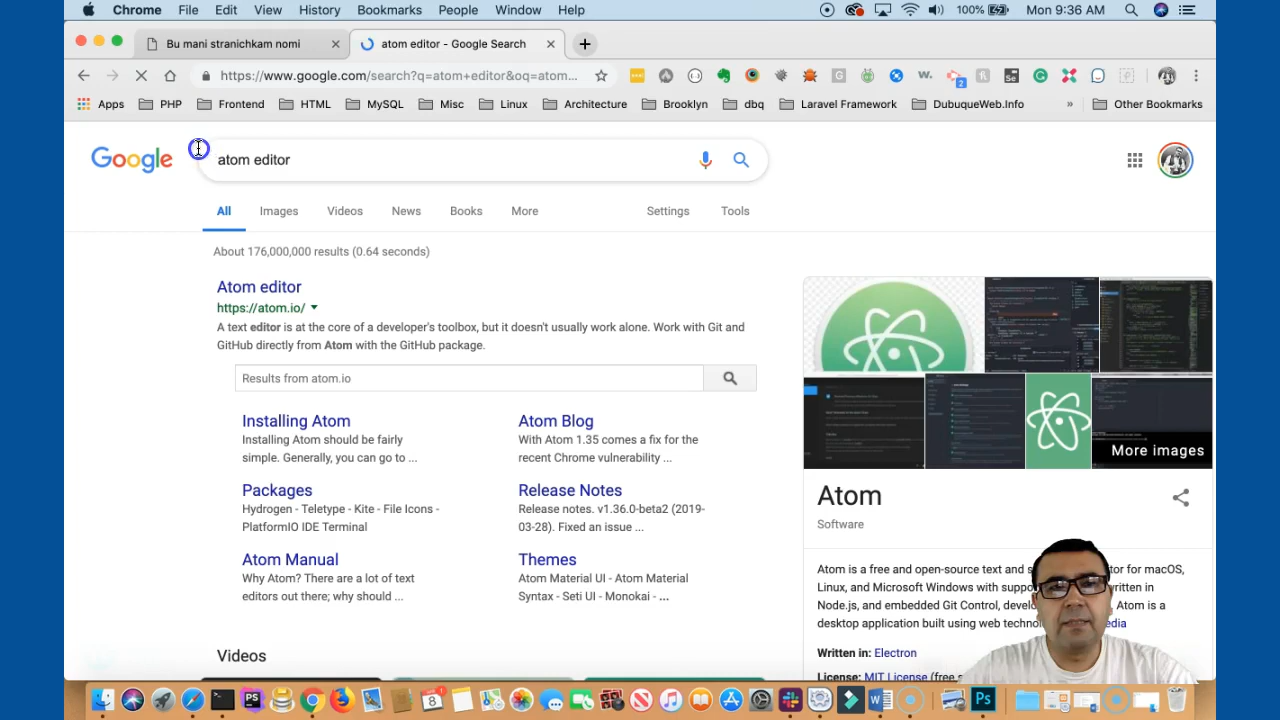 Chrome File Edit View History Bookmarks People Window Help 100% Mon 9:36 AM
Bu mani stranichkam nomi
atom editor - Google Search
https://www.google.com/search?q=atom+editor&oq=atom...
Apps PHP Frontend HTML MySQL Misc Linux Architecture Brooklyn dbq Laravel Framework DubuqueWeb.Info » Other Bookmarks
Google
atom editor
All Images Videos News Books More Settings Tools
About 176,000,000 results (0.64 seconds)
Atom editor
https://atom.io/
A text editor is at the core of a developer's toolbox, but it doesn't usually work alone. Work with Git and
GitHub directly from Atom with the GitHub package.
Results from atom.io
Installing Atom
Installing Atom should be fairly
simple. Generally, you can go to ...
Atom Blog
With Atom 1.35 comes a fix for the
recent Chrome vulnerability ...
Packages
Hydrogen - Teletype - Kite - File Icons -
PlatformIO IDE Terminal
Release Notes
Release notes. v1.36.0-beta2 (2019-
03-28). Fixed an issue ...
Atom Manual
Why Atom? There are a lot of text
editors out there; why should ...
Themes
Atom Material UI - Atom Material
Syntax - Seti UI - Monokai - ...
Videos
More images
Atom
Software
Atom is a free and open-source text and for macOS,
Linux, and Microsoft Windows with
Node.js, and embedded Git Control, Atom is a
desktop application built using web
Written in: Electron
License: MIT License (free